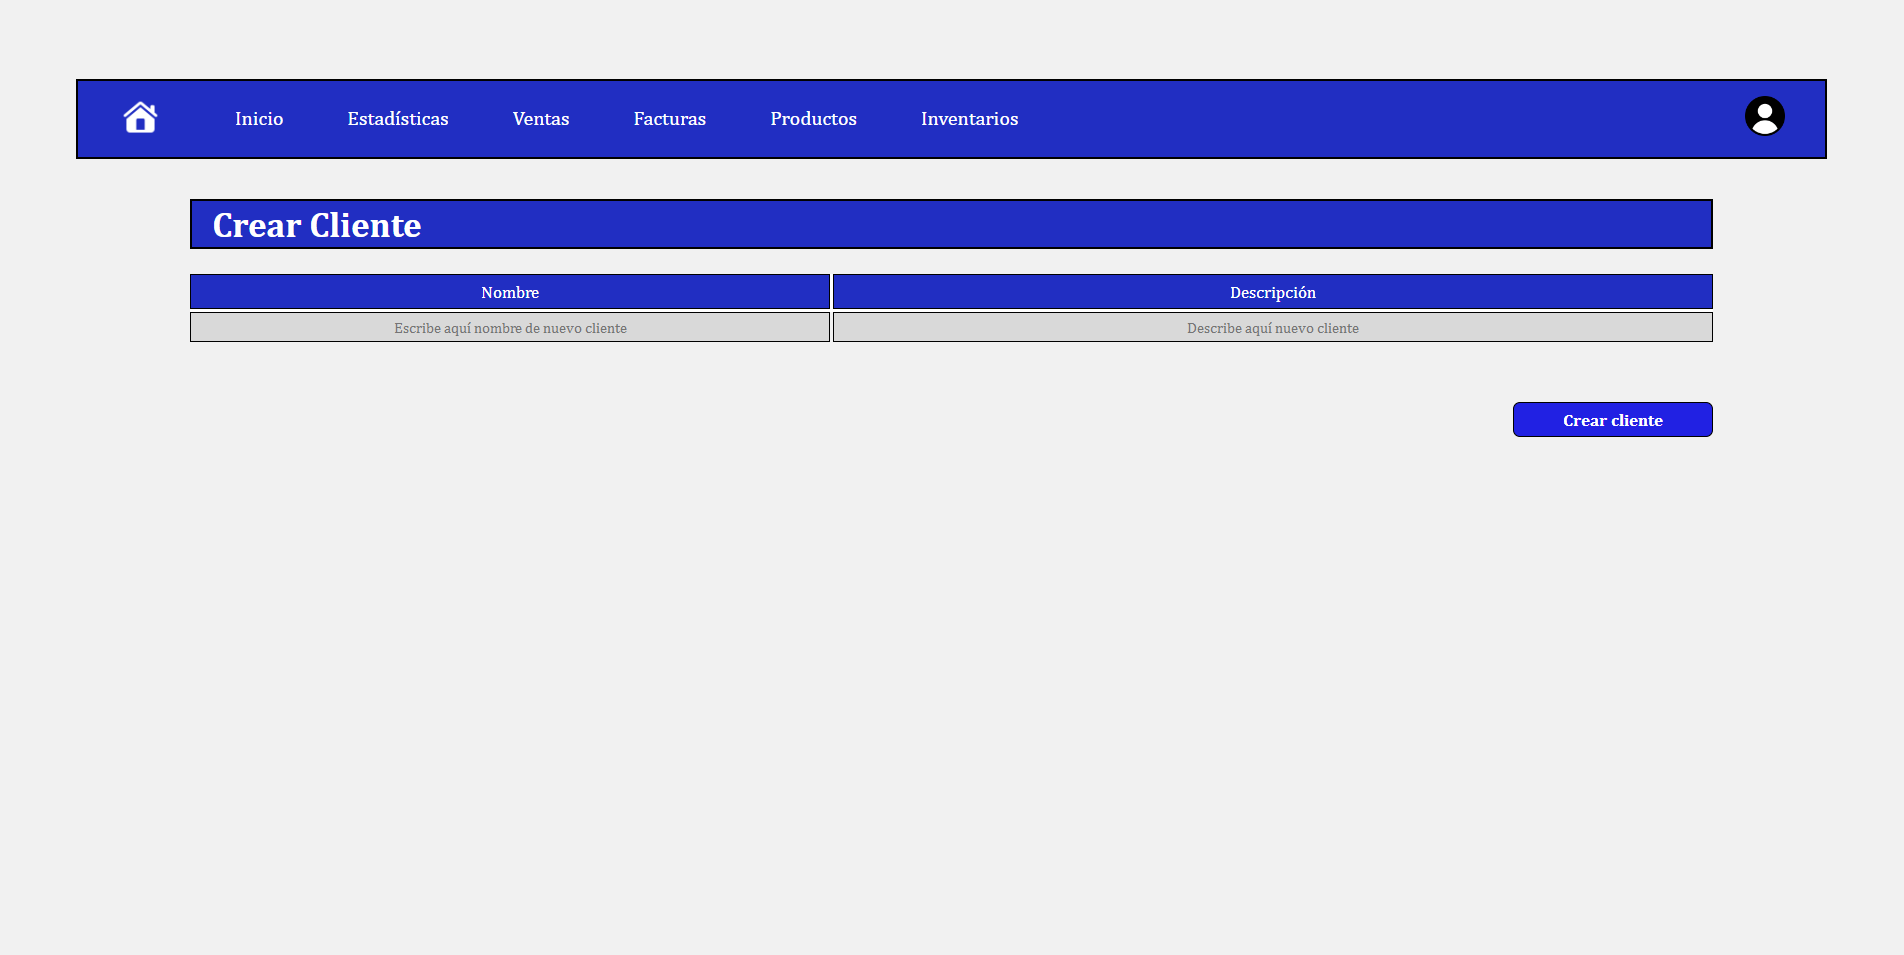 Inicio Estadísticas Ventas Facturas Productos Inventarios
Crear Cliente
Nombre Descripción
Escribe aquí nombre de nuevo cliente Describe aquí nuevo cliente
Crear cliente